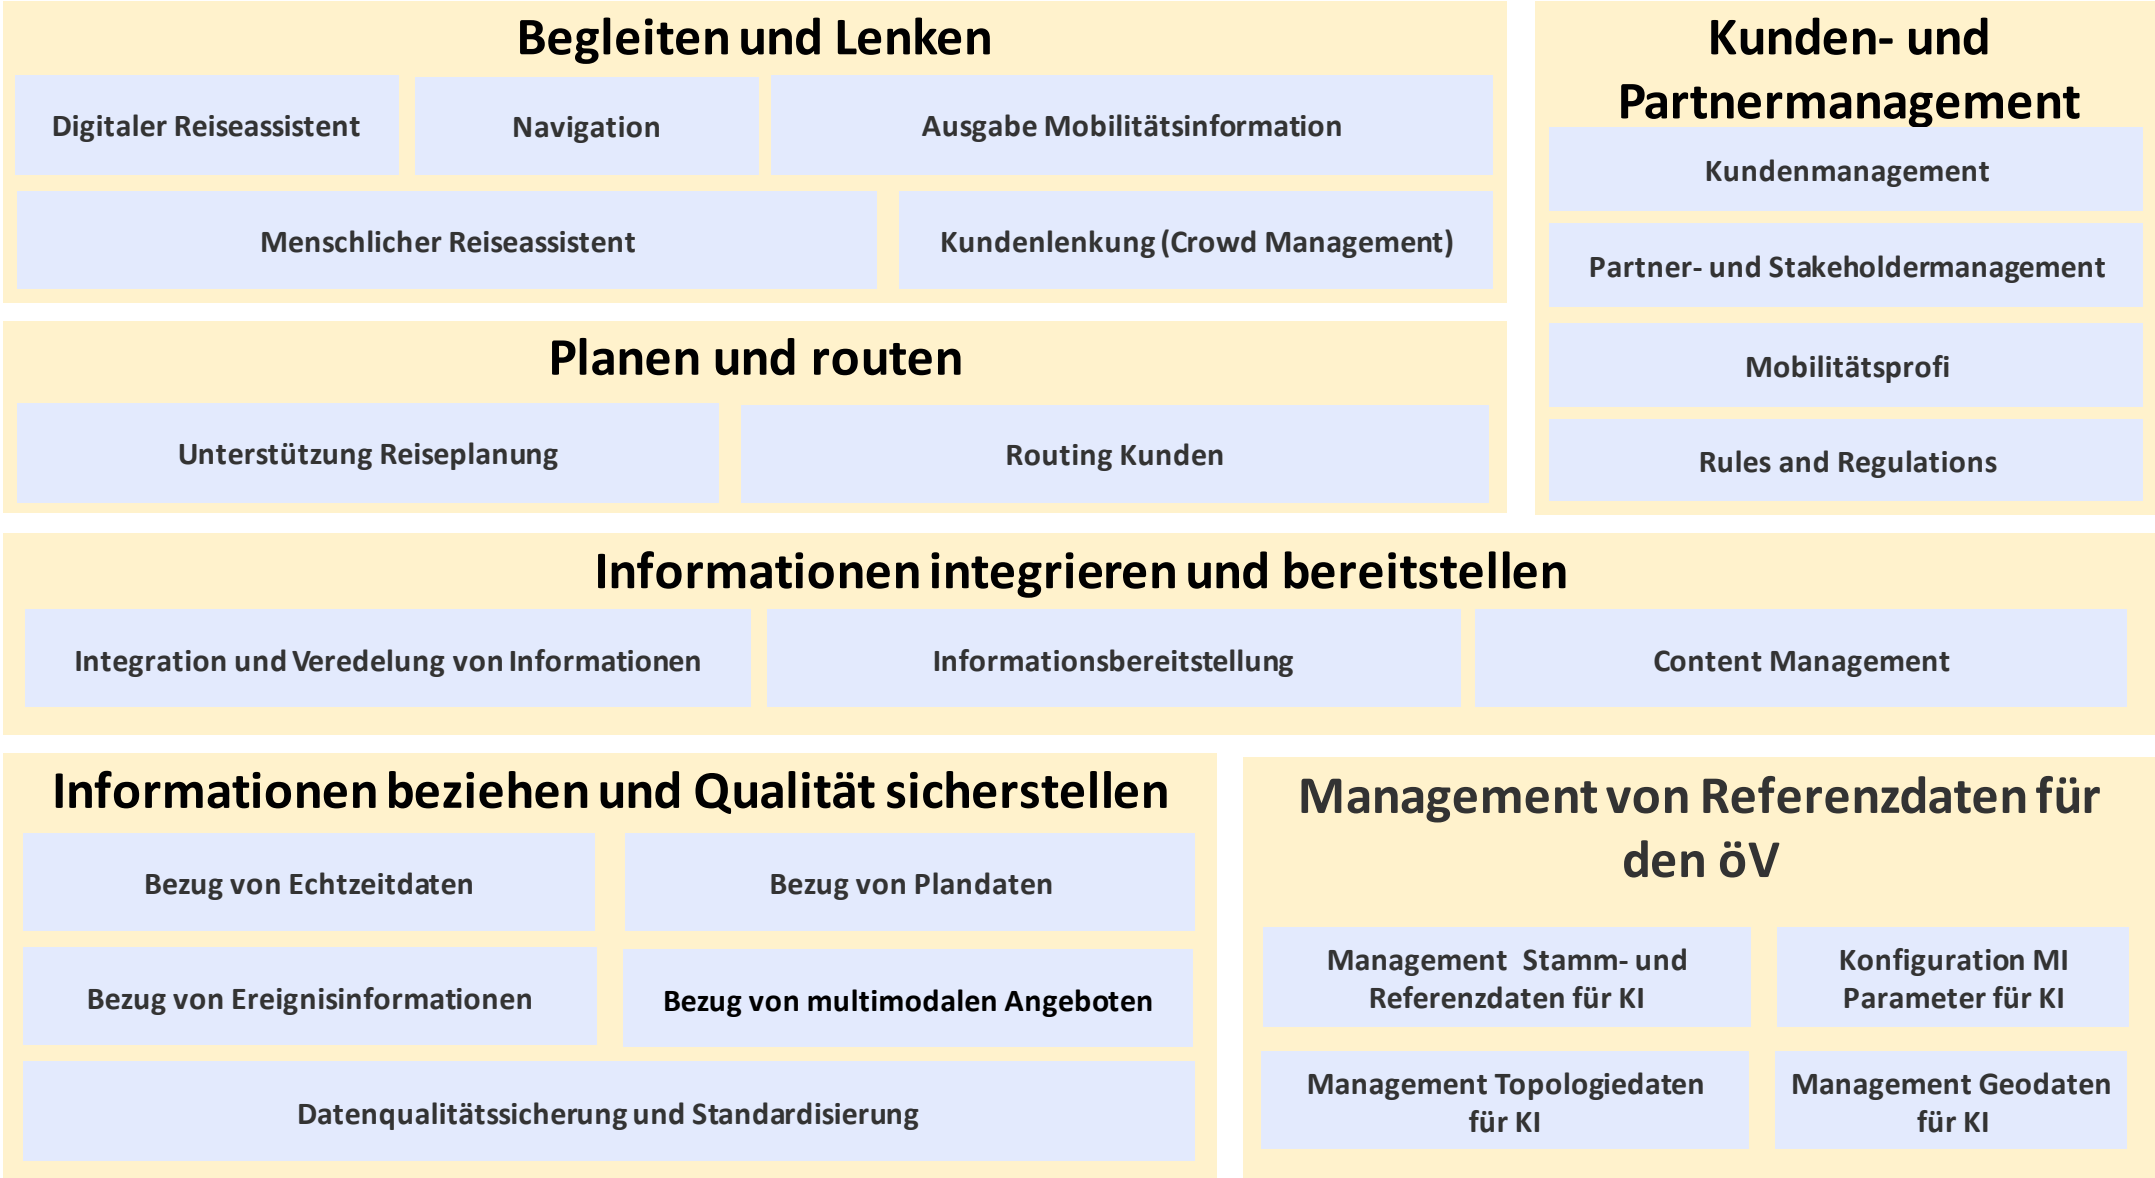 Begleiten und Lenken
Digitaler Reiseassistent
Navigation
Ausgabe Mobilitätsinformation
Menschlicher Reiseassistent
Kundenlenkung (Crowd Management)
Kunden- und
Partnermanagement
Kundenmanagement
Partner- und Stakeholdermanagement
Mobilitätsprofi
Rules and Regulations
Planen und routen
Unterstützung Reiseplanung
Routing Kunden
Informationen integrieren und bereitstellen
Integration und Veredelung von Informationen
Informationsbereitstellung
Content Management
Informationen beziehen und Qualität sicherstellen
Bezug von Echtzeitdaten
Bezug von Plandaten
Bezug von Ereignisinformationen
Bezug von multimodalen Angeboten
Datenqualitätssicherung und Standardisierung
Management von Referenzdaten für
den öV
Management Stamm- und
Referenzdaten für KI
Konfiguration MI
Parameter für KI
Management Topologiedaten
für KI
Management Geodaten
für KI